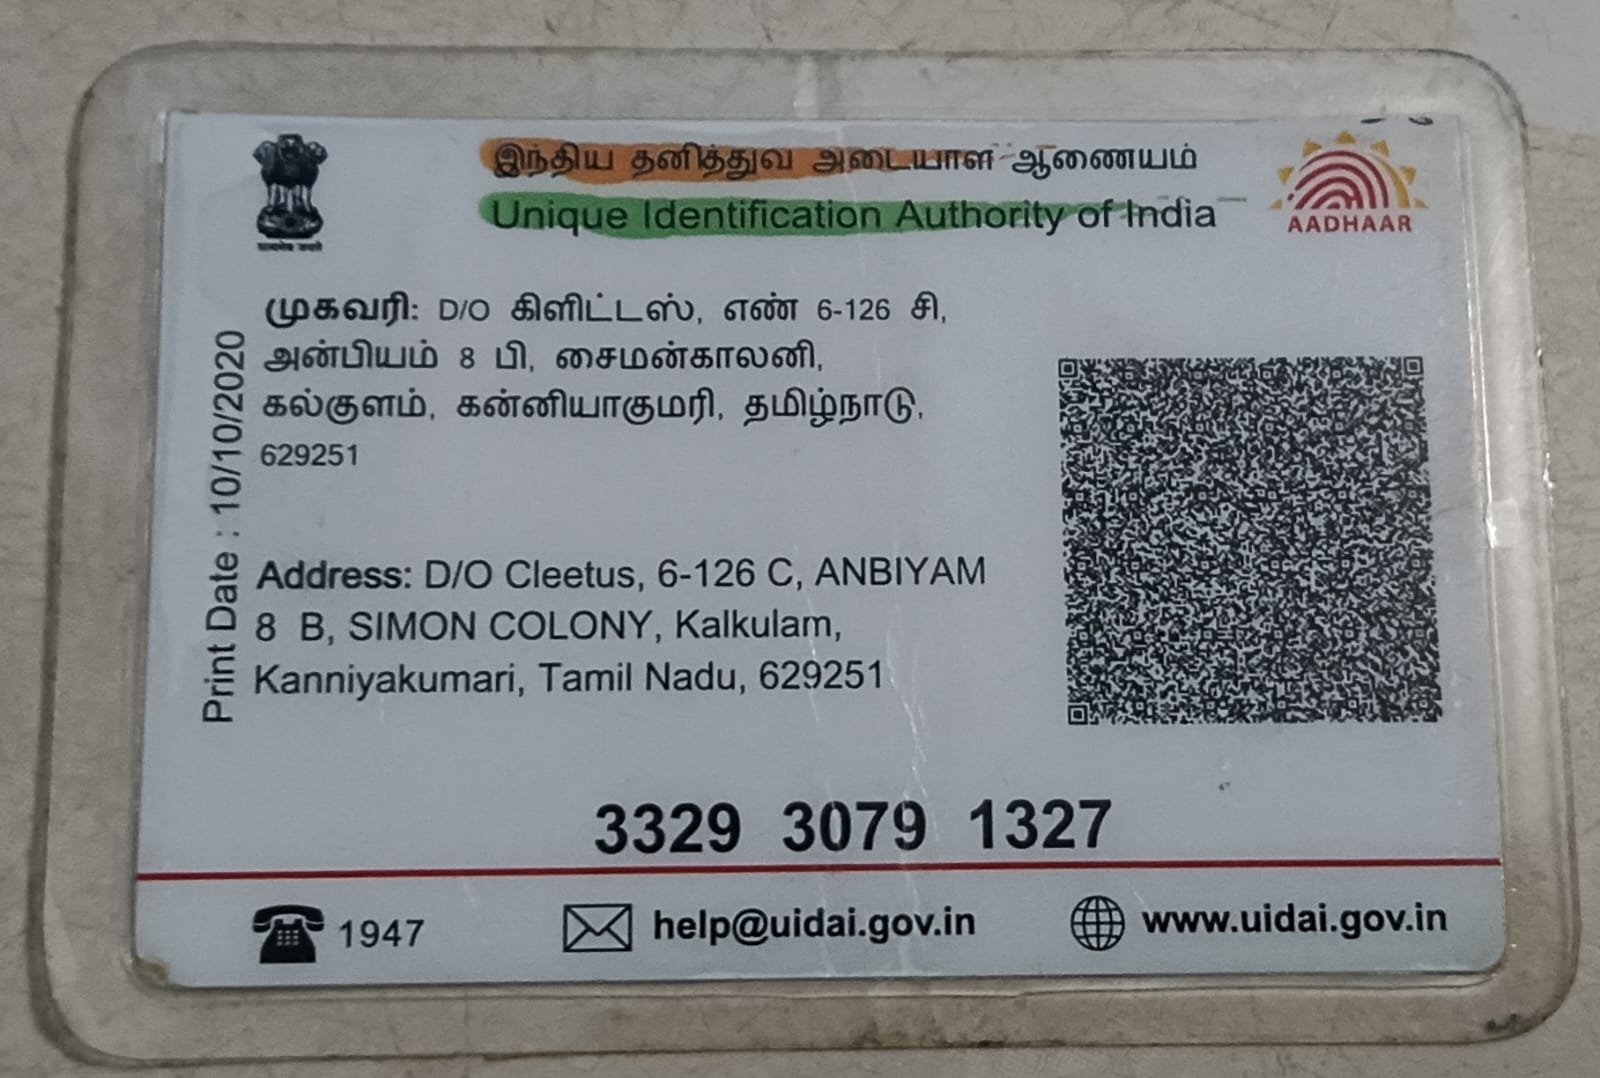 இந்திய தனித்துவ அடையாள ஆணையம்
Unique Identification Authority of India
AADHAAR
முகவரி: D/O கிளிட்டஸ், எண் 6-126 சி,
அன்பியம் 8 பி, சைமன்காலனி,
கல்குளம், கன்னியாகுமரி, தமிழ்நாடு,
629251
Print Date : 10/10/2020
Address: D/O Cleetus, 6-126 C, ANBIYAM
8 B, SIMON COLONY, Kalkulam,
Kanniyakumari, Tamil Nadu, 629251
3329 3079 1327
1947
help@uidai.gov.in
www.uidai.gov.in